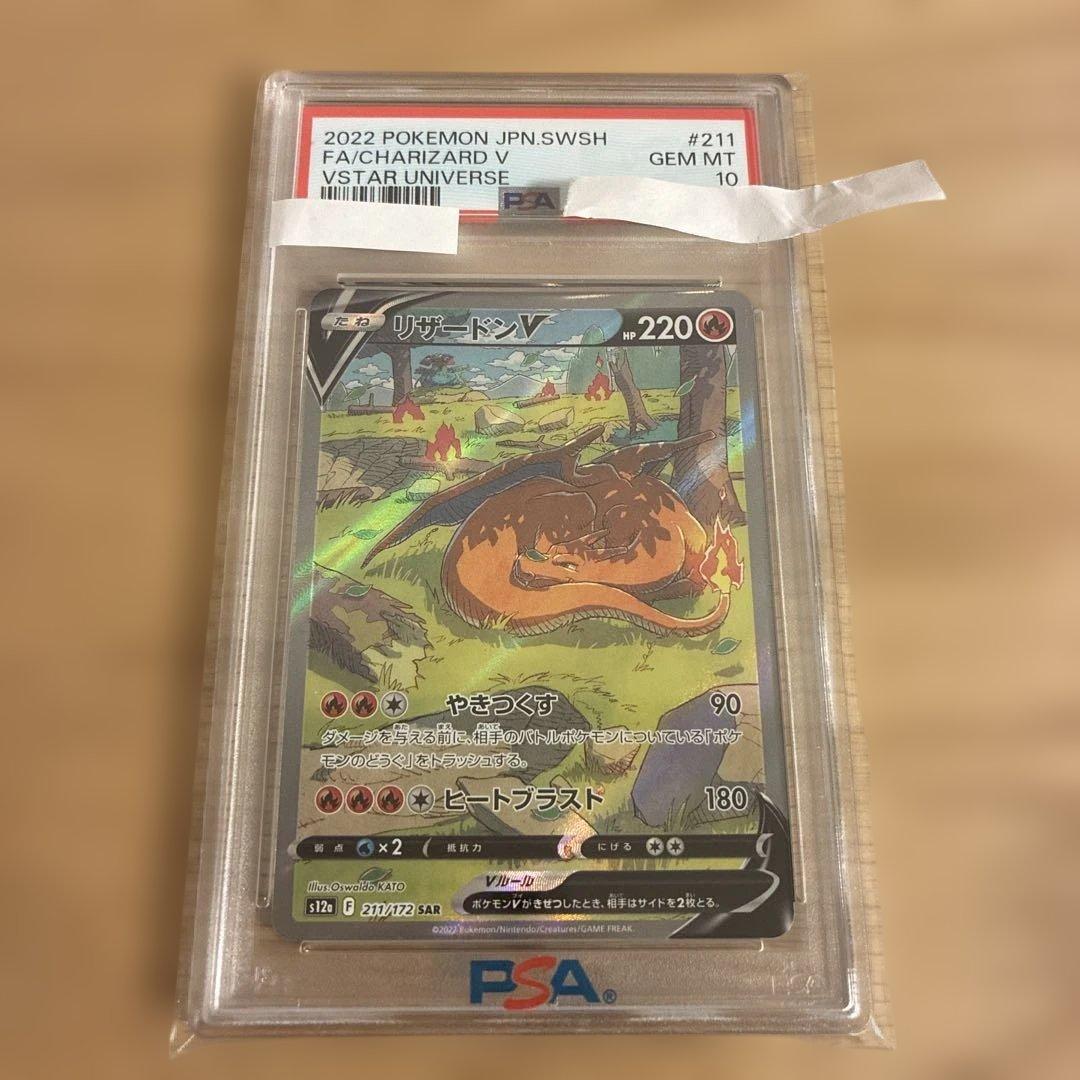 2022 POKEMON JPN.SWSH #211
FA/CHARIZARD V GEM MT
VSTAR UNIVERSE 10
PSA
たね リザードンV HP 220
やきつくす 90
ダメージを与える前に、相手のバトルポケモンについている「ポケ
モンのどうぐ」をトラッシュする。
ヒートブラスト 180
弱点 ×2 抵抗力 にげる
Illus. Oswaldo KATO
Vルール
ポケモンVがきぜつしたとき、相手はサイドを2枚とる。
s12a F 211/172 SAR
©2022 Pokémon/Nintendo/Creatures/GAME FREAK.
PSA®